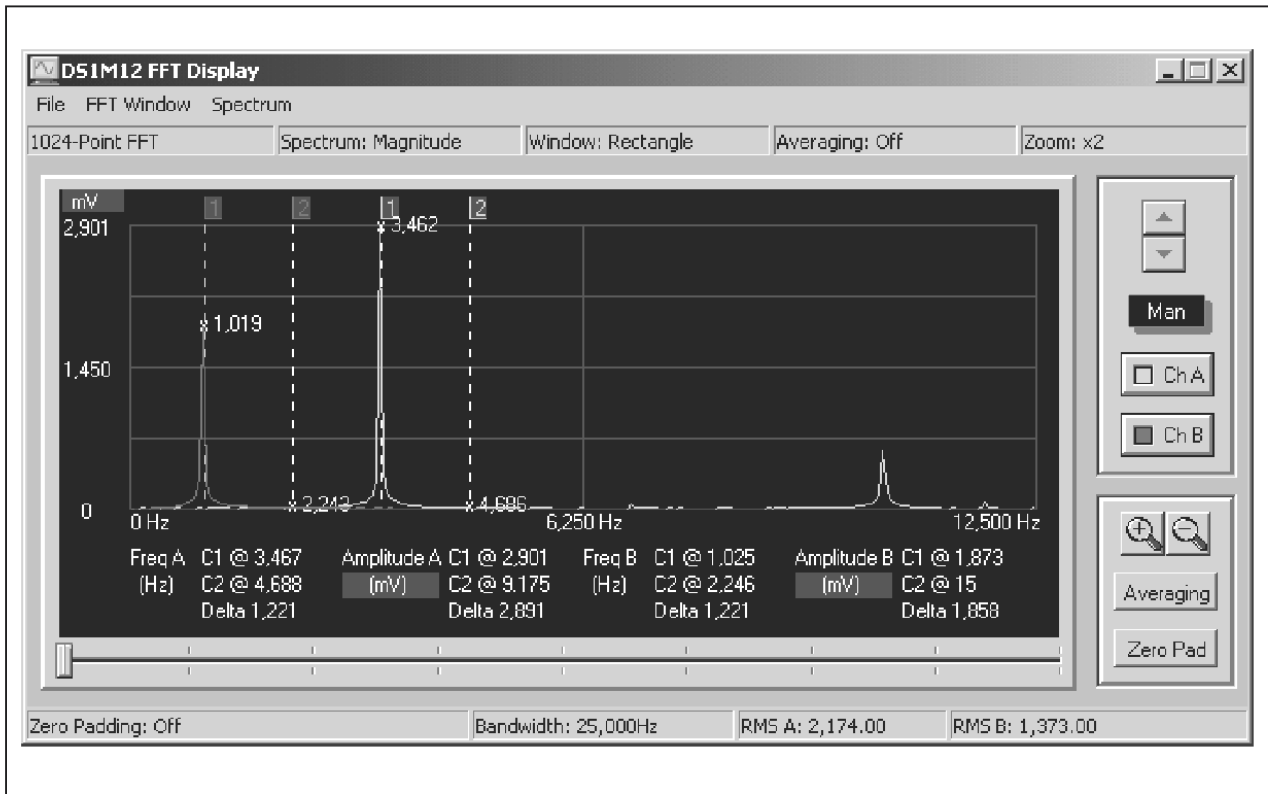 DS1M12 FFT Display
File FFT Window Spectrum
1024-Point FFT Spectrum: Magnitude Window: Rectangle Averaging: Off Zoom: x2
mV 1 2 1 2
2,901 3,462
1,019
1,450
0 2,243 4,686
0 Hz 6,250 Hz 12,500 Hz
Freq A C1 @ 3,467 Amplitude A C1 @ 2,901 Freq B C1 @ 1,025 Amplitude B C1 @ 1,873
(Hz) C2 @ 4,688 (mV) C2 @ 9.175 (Hz) C2 @ 2,246 (mV) C2 @ 15
Delta 1,221 Delta 2,891 Delta 1,221 Delta 1,858
Man
Ch A
Ch B
Averaging
Zero Pad
Zero Padding: Off Bandwidth: 25,000Hz RMS A: 2,174.00 RMS B: 1,373.00